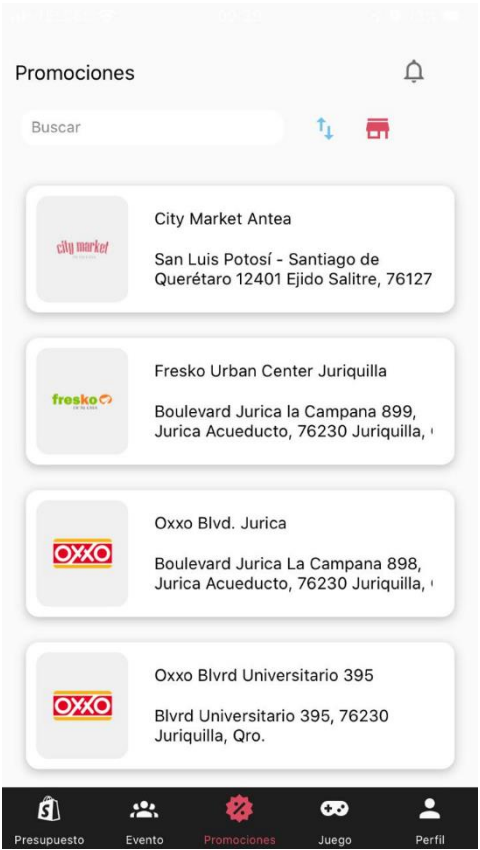 Promociones
Buscar
city market
City Market Antea
San Luis Potosí - Santiago de
Querétaro 12401 Ejido Salitre, 76127
fresko
Fresko Urban Center Juriquilla
Boulevard Jurica la Campana 899,
Jurica Acueducto, 76230 Juriquilla,
OXXO
Oxxo Blvd. Jurica
Boulevard Jurica La Campana 898,
Jurica Acueducto, 76230 Juriquilla,
OXXO
Oxxo Blvrd Universitario 395
Blvrd Universitario 395, 76230
Juriquilla, Qro.
Presupuesto
Evento
Promociones
Juego
Perfil